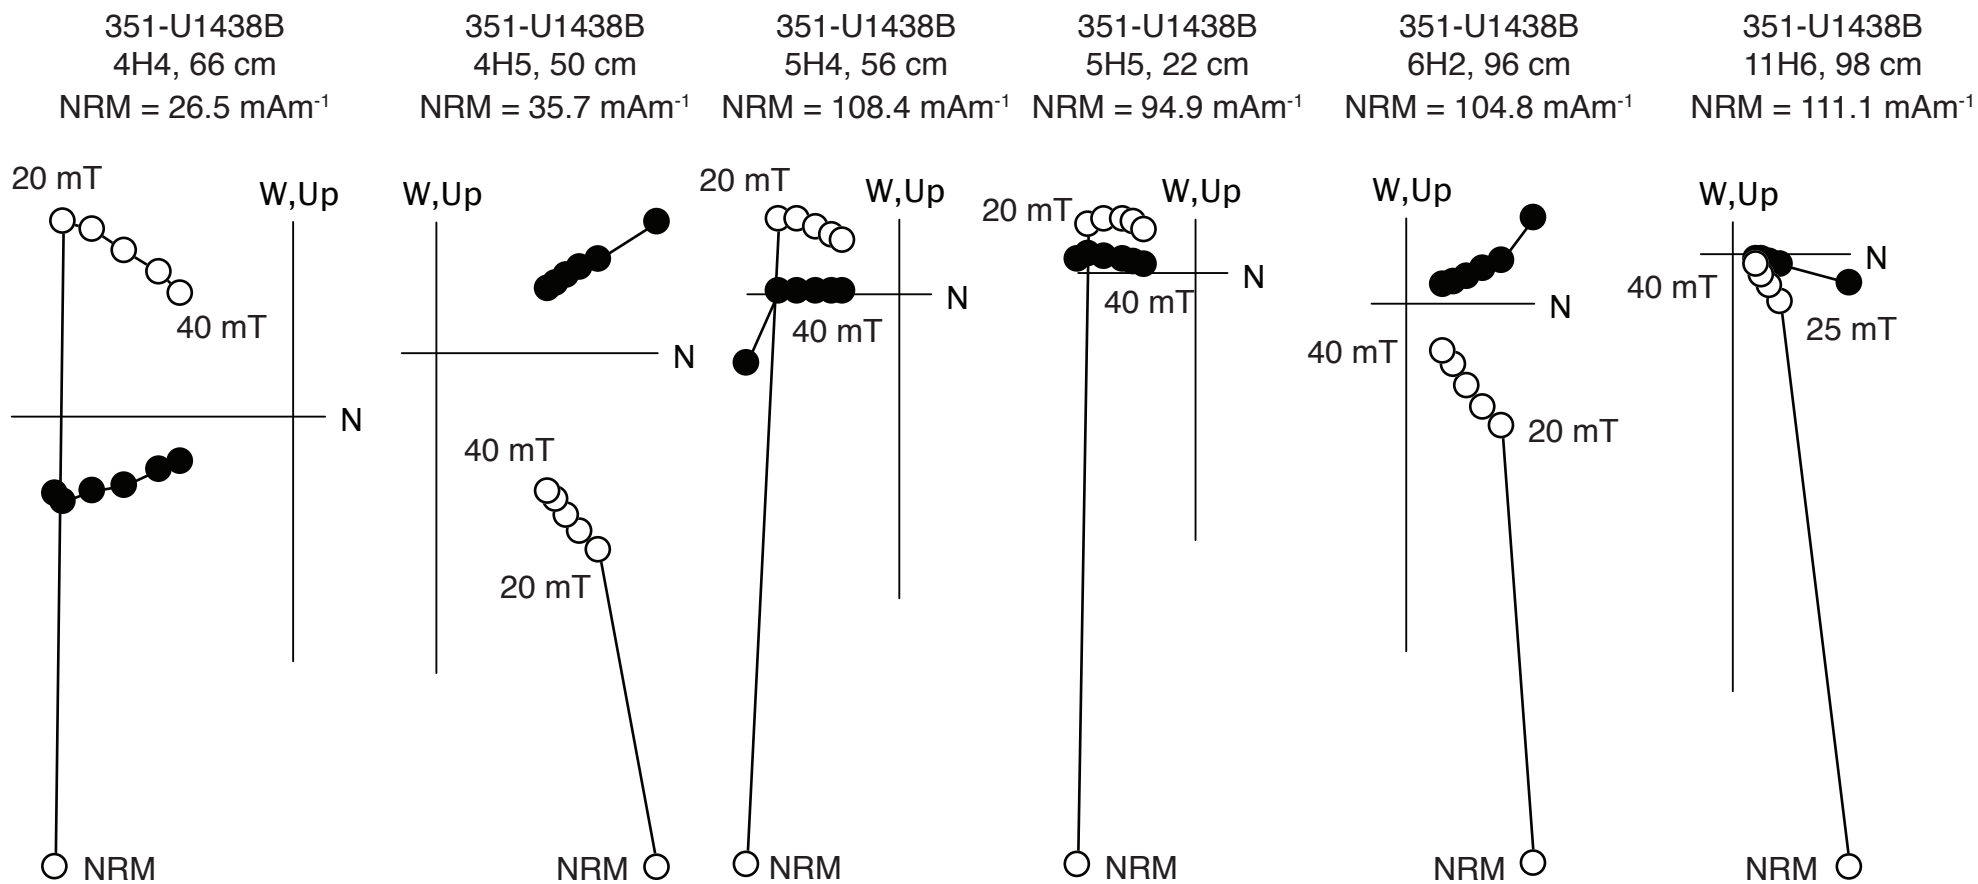 351-U1438B
4H4, 66 cm
NRM = 26.5 mAm⁻¹
20 mT
W,Up
40 mT
N
NRM
351-U1438B
4H5, 50 cm
NRM = 35.7 mAm⁻¹
W,Up
N
40 mT
20 mT
NRM
351-U1438B
5H4, 56 cm
NRM = 108.4 mAm⁻¹
20 mT
W,Up
N
40 mT
NRM
351-U1438B
5H5, 22 cm
NRM = 94.9 mAm⁻¹
W,Up
20 mT
N
40 mT
NRM
351-U1438B
6H2, 96 cm
NRM = 104.8 mAm⁻¹
W,Up
N
40 mT
20 mT
NRM
351-U1438B
11H6, 98 cm
NRM = 111.1 mAm⁻¹
W,Up
N
40 mT
25 mT
NRM